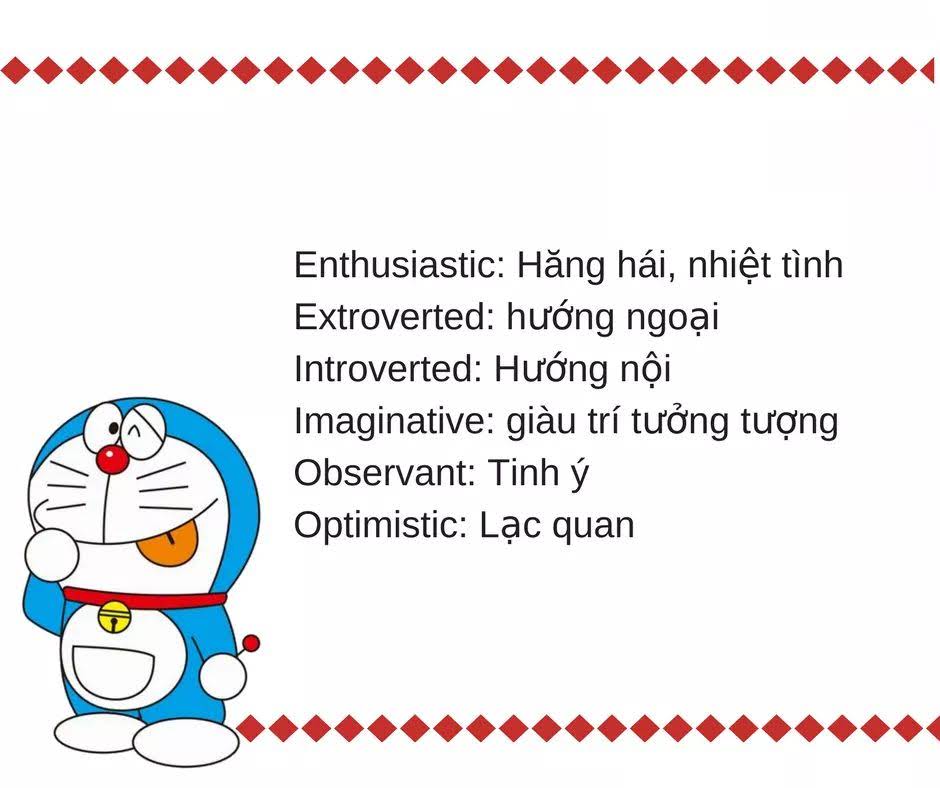 Enthusiastic: Hăng hái, nhiệt tình
Extroverted: hướng ngoại
Introverted: Hướng nội
Imaginative: giàu trí tưởng tượng
Observant: Tinh ý
Optimistic: Lạc quan